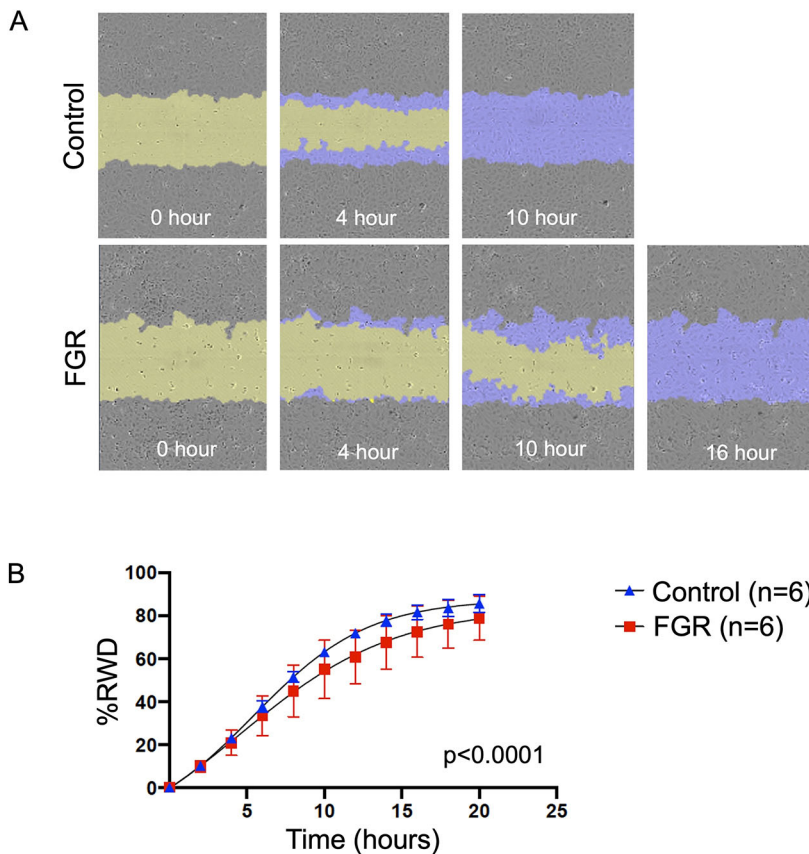 A
Control
0 hour
4 hour
10 hour
FGR
0 hour
4 hour
10 hour
16 hour
B
%RWD
100
80
60
40
20
0
5
10
15
20
25
Time (hours)
p<0.0001
Control (n=6)
FGR (n=6)